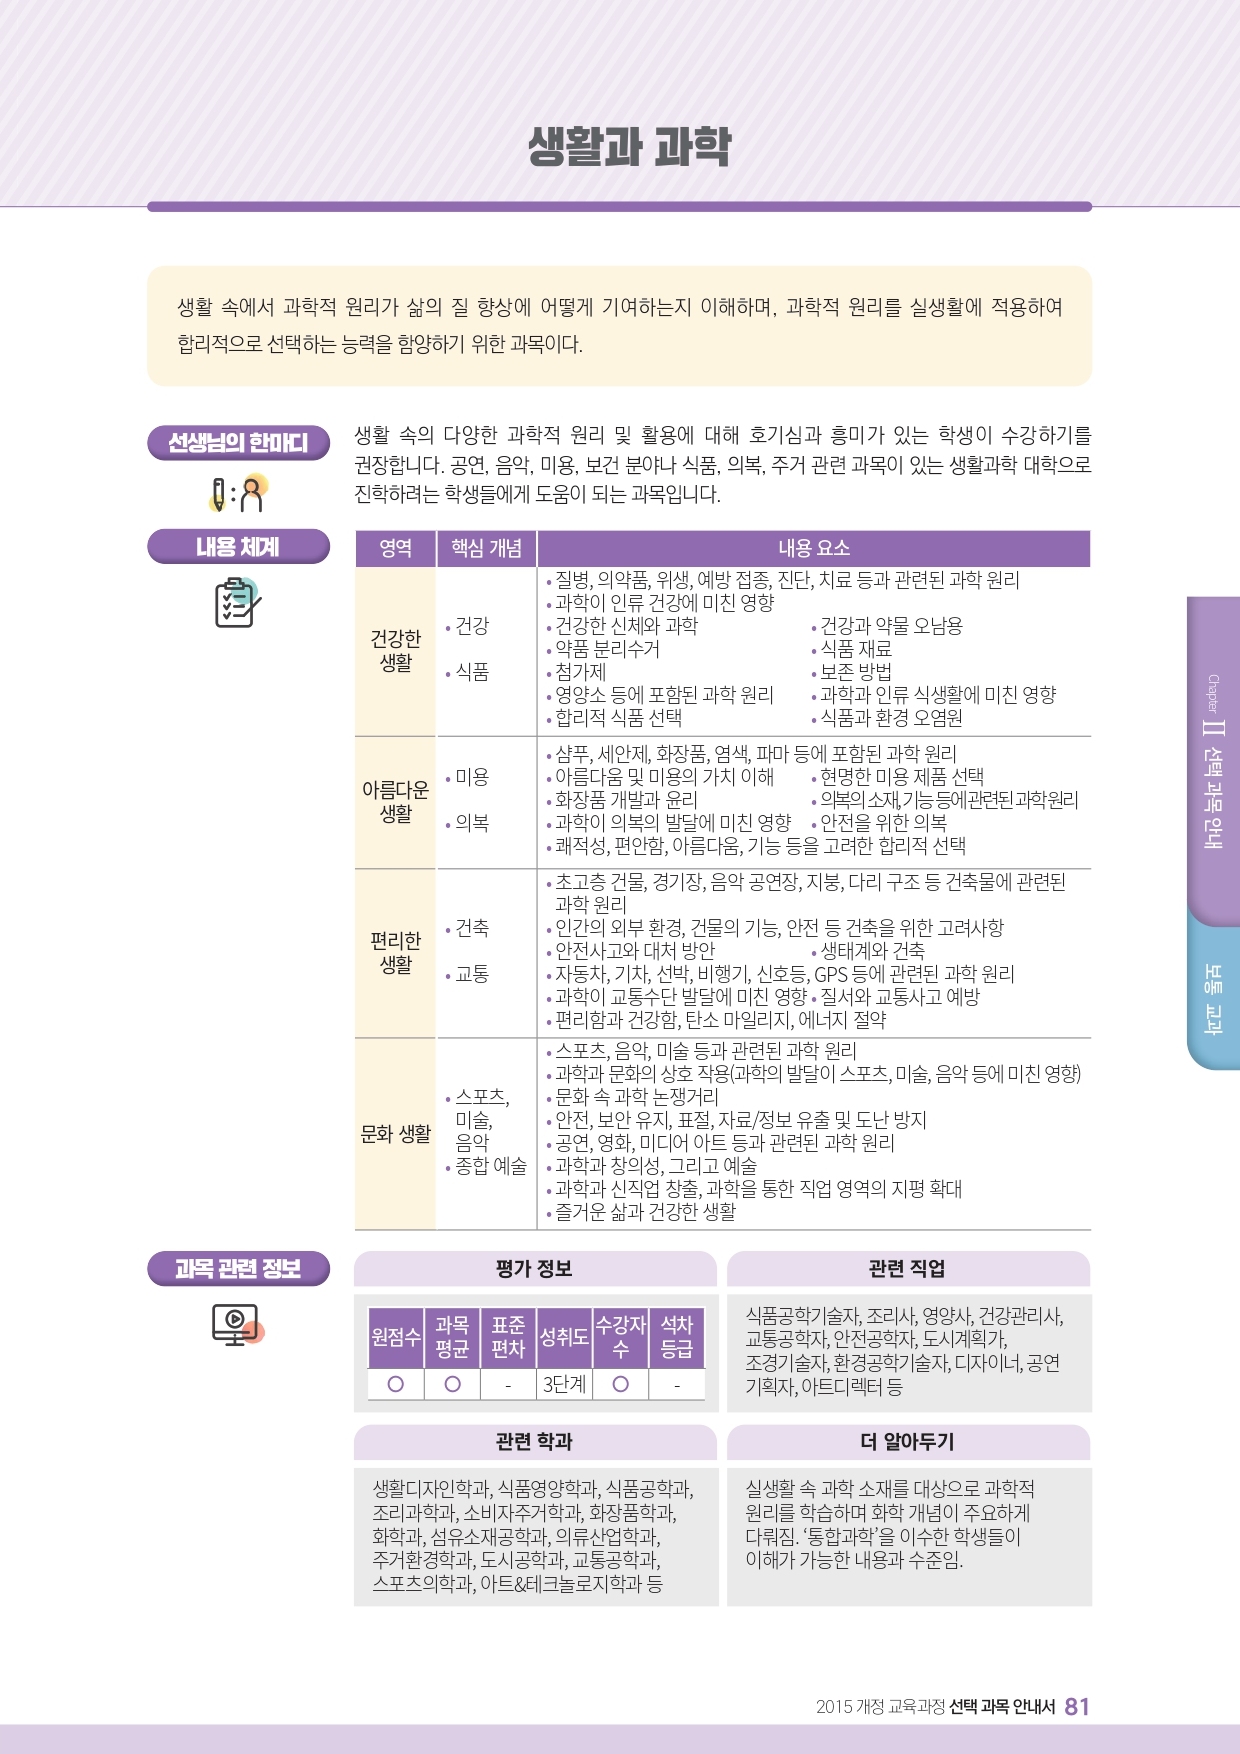 생활과 과학
생활 속에서 과학적 원리가 삶의 질 향상에 어떻게 기여하는지 이해하며, 과학적 원리를 실생활에 적용하여
합리적으로 선택하는 능력을 함양하기 위한 과목이다.
선생님의 한마디
생활 속의 다양한 과학적 원리 및 활용에 대해 호기심과 흥미가 있는 학생이 수강하기를
권장합니다. 공연, 음악, 미용, 보건 분야나 식품, 의복, 주거 관련 과목이 있는 생활과학 대학으로
진학하려는 학생들에게 도움이 되는 과목입니다.
내용 체계
영역 핵심 개념 내용 요소
건강한
생활
• 건강
• 식품
• 질병, 의약품, 위생, 예방 접종, 진단, 치료 등과 관련된 과학 원리
• 과학이 인류 건강에 미친 영향
• 건강한 신체와 과학 • 건강과 약물 오남용
• 약품 분리수거 • 식품 재료
• 첨가제 • 보존 방법
• 영양소 등에 포함된 과학 원리 • 과학과 인류 식생활에 미친 영향
• 합리적 식품 선택 • 식품과 환경 오염원
아름다운
생활
• 미용
• 의복
• 샴푸, 세안제, 화장품, 염색, 파마 등에 포함된 과학 원리
• 아름다움 및 미용의 가치 이해 • 현명한 미용 제품 선택
• 화장품 개발과 윤리 • 의복의 소재, 기능 등에 관련된 과학 원리
• 과학이 의복의 발달에 미친 영향 • 안전을 위한 의복
• 쾌적성, 편안함, 아름다움, 기능 등을 고려한 합리적 선택
편리한
생활
• 건축
• 교통
• 초고층 건물, 경기장, 음악 공연장, 지붕, 다리 구조 등 건축물에 관련된
과학 원리
• 인간의 외부 환경, 건물의 기능, 안전 등 건축을 위한 고려사항
• 안전사고와 대처 방안 • 생태계와 건축
• 자동차, 기차, 선박, 비행기, 신호등, GPS 등에 관련된 과학 원리
• 과학이 교통수단 발달에 미친 영향 • 질서와 교통사고 예방
• 편리함과 건강함, 탄소 마일리지, 에너지 절약
문화 생활
• 스포츠,
미술,
음악
• 종합 예술
• 스포츠, 음악, 미술 등과 관련된 과학 원리
• 과학과 문화의 상호 작용(과학의 발달이 스포츠, 미술, 음악 등에 미친 영향)
• 문화 속 과학 논쟁거리
• 안전, 보안 유지, 표절, 자료/정보 유출 및 도난 방지
• 공연, 영화, 미디어 아트 등과 관련된 과학 원리
• 과학과 창의성, 그리고 예술
• 과학과 신직업 창출, 과학을 통한 직업 영역의 지평 확대
• 즐거운 삶과 건강한 생활
과목 관련 정보
평가 정보
원점수 과목 평균 표준 편차 성취도 수강자 수 석차 등급
○ ○ - 3단계 ○ -
관련 직업
식품공학기술자, 조리사, 영양사, 건강관리사,
교통공학자, 안전공학자, 도시계획가,
조경기술자, 환경공학기술자, 디자이너, 공연
기획자, 아트디렉터 등
관련 학과
생활디자인학과, 식품영양학과, 식품공학과,
조리과학과, 소비자주거학과, 화장품학과,
화학과, 섬유소재공학과, 의류산업학과,
주거환경학과, 도시공학과, 교통공학과,
스포츠의학과, 아트&테크놀로지학과 등
더 알아두기
실생활 속 과학 소재를 대상으로 과학적
원리를 학습하며 화학 개념이 주요하게
다뤄짐. ‘통합과학’을 이수한 학생들이
이해가 가능한 내용과 수준임.
Chapter Ⅱ 선택 과목 안내
보통 교과
2015 개정 교육과정 선택 과목 안내서 81